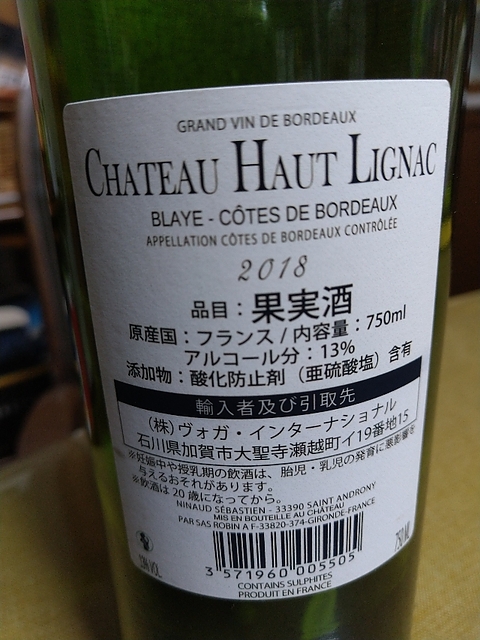 GRAND VIN DE BORDEAUX
CHATEAU HAUT LIGNAC
BLAYE - CÔTES DE BORDEAUX
APPELLATION CÔTES DE BORDEAUX CONTRÔLÉE
2018
品目：果実酒
原産国：フランス / 内容量：750ml
アルコール分：13%
添加物：酸化防止剤（亜硫酸塩）含有
輸入者及び引取先
（株）ヴォガ・インターナショナル
石川県加賀市大聖寺瀬越町イ19番地15
※妊娠中や授乳期の飲酒は、胎児・乳児の発育に悪影響を
与えるおそれがあります。
※飲酒は20歳になってから。
NINAUD SÉBASTIEN - 33390 SAINT ANDRONY
MIS EN BOUTEILLE AU CHÂTEAU
PAR SAS ROBIN A F-33820-374-GIRONDE-FRANCE
13% VOL
750 ML
3 571960 005505
CONTAINS SULPHITES
PRODUCT IN FRANCE